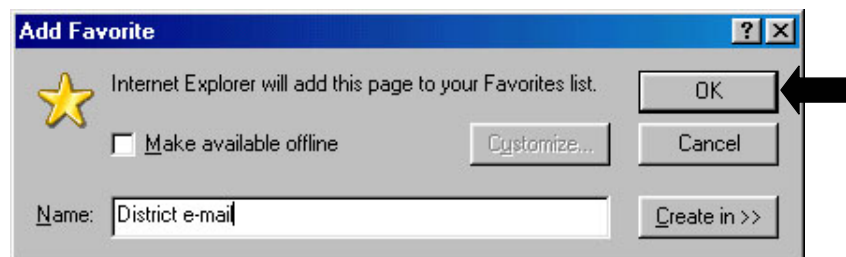 Add Favorite
? X
Internet Explorer will add this page to your Favorites list.
OK
Make available offline
Customize...
Cancel
Name: District e-mail
Create in >>